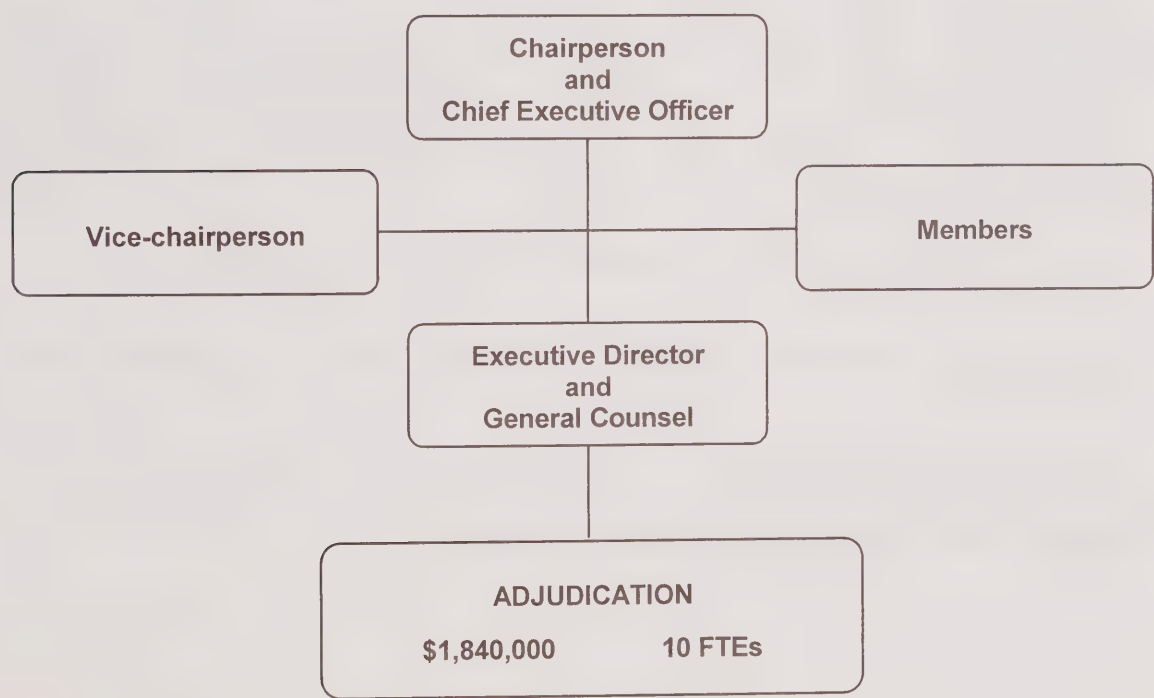 Chairperson
and
Chief Executive Officer
Vice-chairperson
Members
Executive Director
and
General Counsel
ADJUDICATION
$1,840,000 10 FTEs